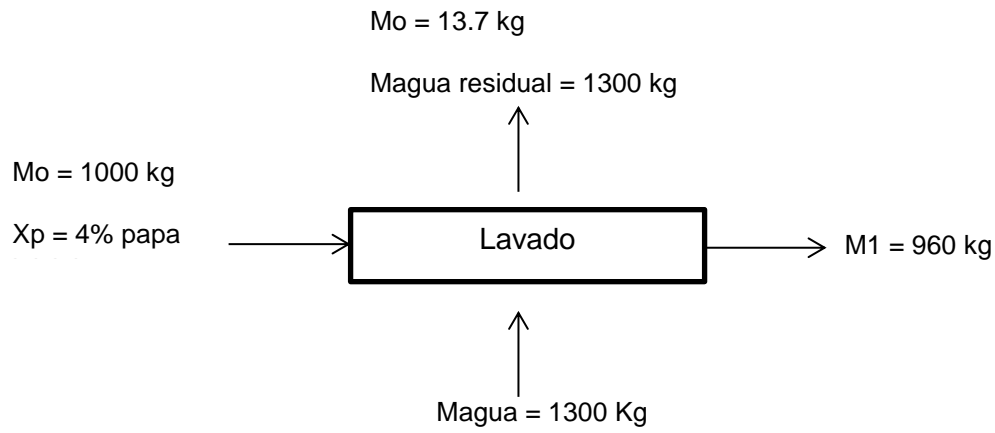 Mo = 13.7 kg
Magua residual = 1300 kg
Mo = 1000 kg
Xp = 4% papa
Lavado
M1 = 960 kg
Magua = 1300 Kg